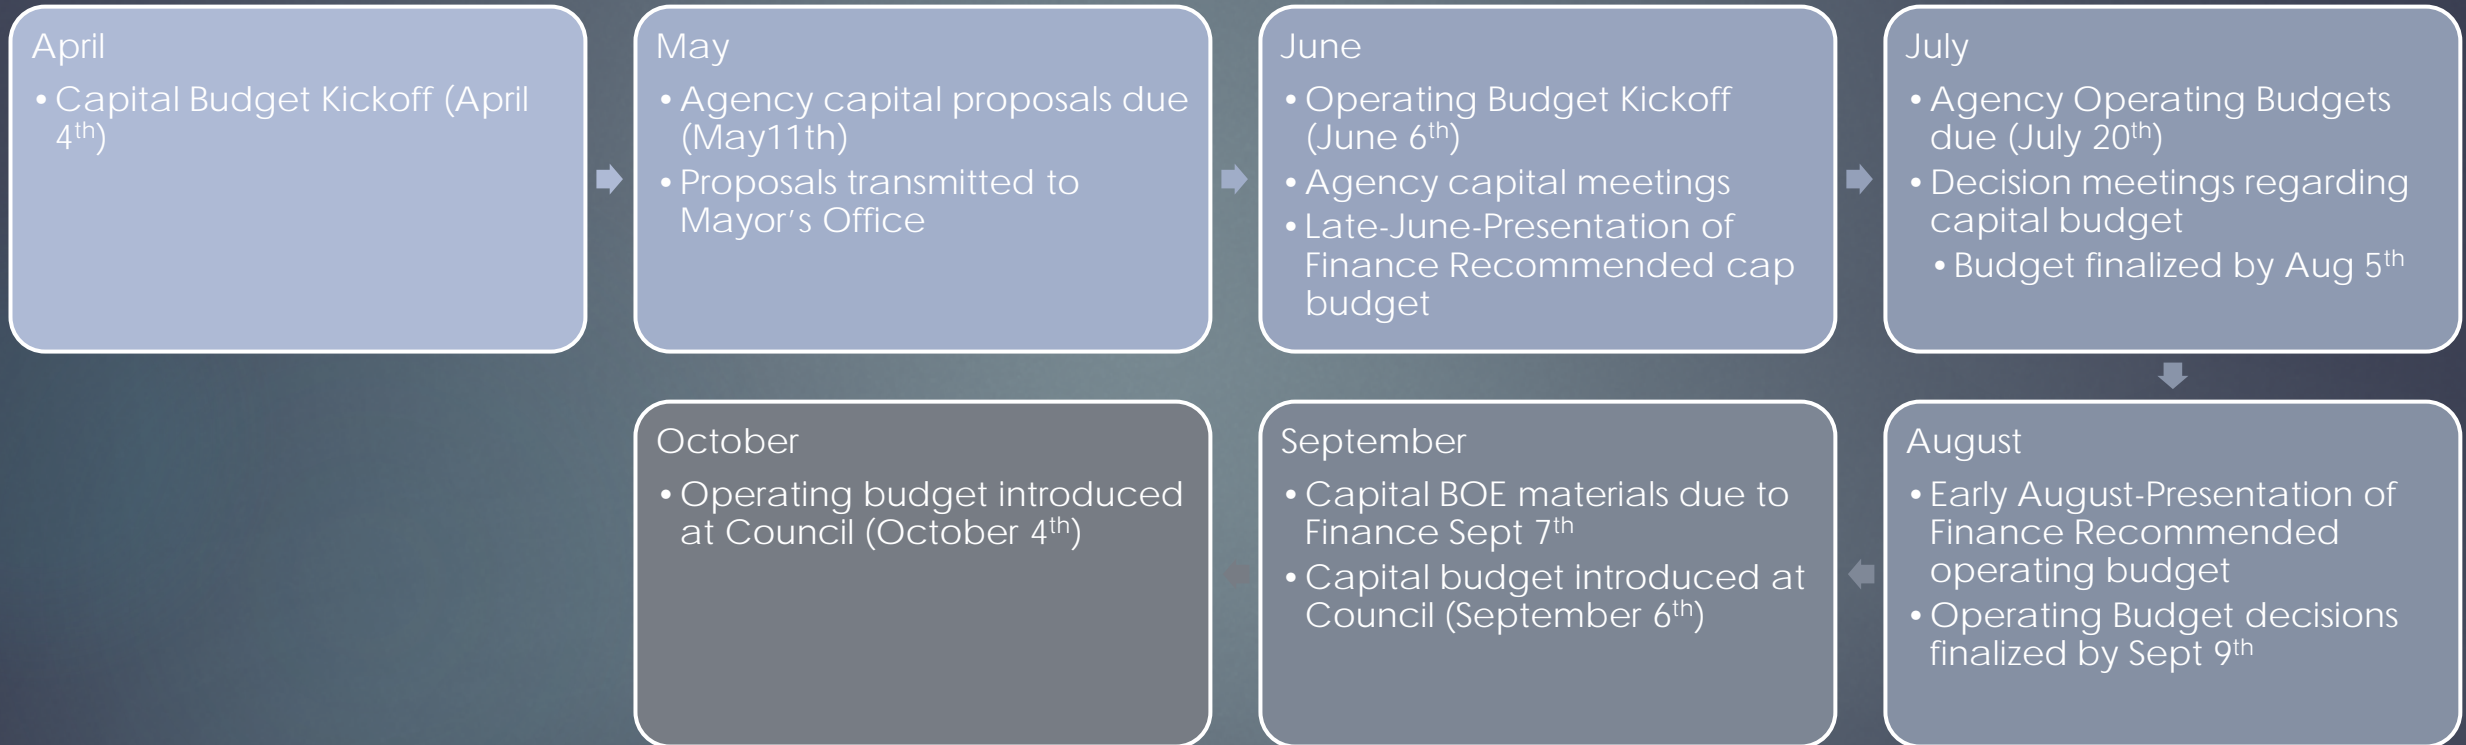 April
• Capital Budget Kickoff (April
4th)
May
• Agency capital proposals due
(May11th)
• Proposals transmitted to
Mayor's Office
June
• Operating Budget Kickoff
(June 6th)
• Agency capital meetings
• Late-June-Presentation of
Finance Recommended cap
budget
July
• Agency Operating Budgets
due (July 20th)
• Decision meetings regarding
capital budget
• Budget finalized by Aug 5th
August
• Early August-Presentation of
Finance Recommended
operating budget
• Operating Budget decisions
finalized by Sept 9th
September
• Capital BOE materials due to
Finance Sept 7th
• Capital budget introduced at
Council (September 6th)
October
• Operating budget introduced
at Council (October 4th)